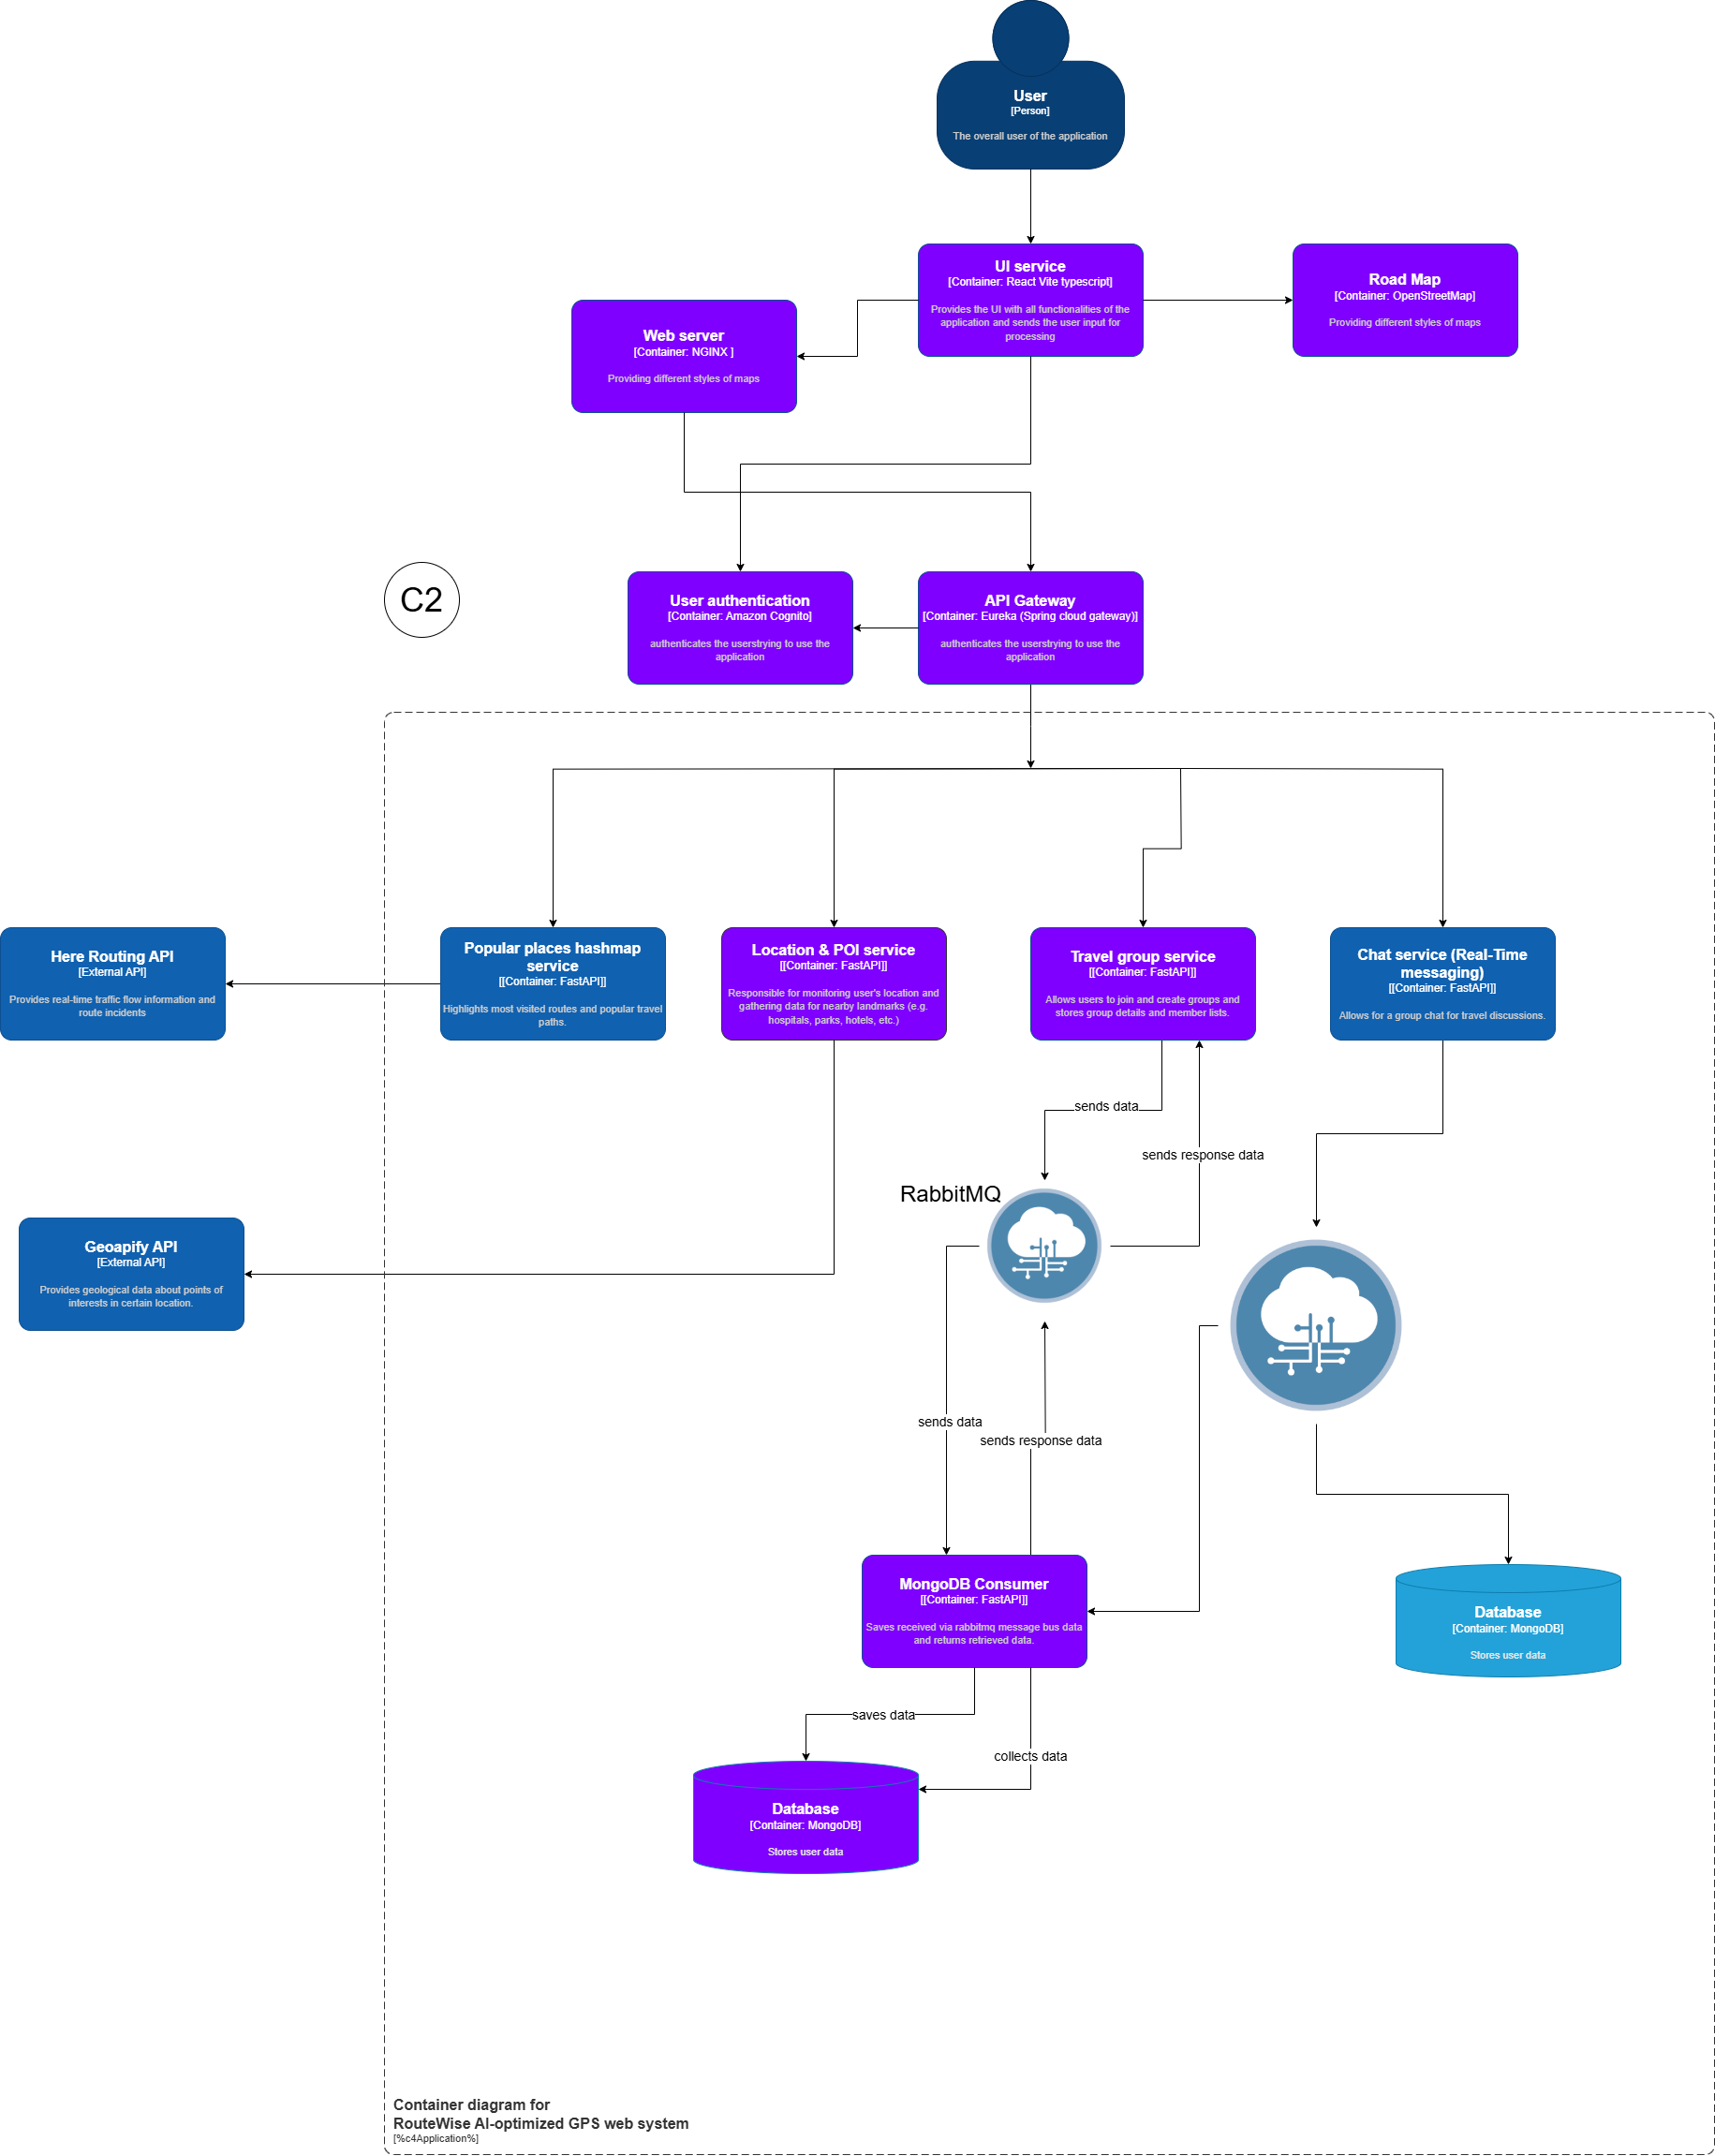 User
[Person]
The overall user of the application
UI service
[Container: React Vite typescript]
Provides the UI with all functionalities of the
application and sends the user input for
processing
Road Map
[Container: OpenStreetMap]
Providing different styles of maps
Web server
[Container: NGINX ]
Providing different styles of maps
C2
User authentication
[Container: Amazon Cognito]
authenticates the userstrying to use the
application
API Gateway
[Container: Eureka (Spring cloud gateway)]
authenticates the userstrying to use the
application
Here Routing API
[External API]
Provides real-time traffic flow information and
route incidents
Popular places hashmap
service
[[Container: FastAPI]]
Highlights most visited routes and popular travel
paths.
Location & POI service
[[Container: FastAPI]]
Responsible for monitoring user's location and
gathering data for nearby landmarks (e.g.
hospitals, parks, hotels, etc.)
Travel group service
[[Container: FastAPI]]
Allows users to join and create groups and
stores group details and member lists.
Chat service (Real-Time
messaging)
[[Container: FastAPI]]
Allows for a group chat for travel discussions.
sends data
sends response data
RabbitMQ
Geoapify API
[External API]
Provides geological data about points of
interests in certain location.
sends data
sends response data
MongoDB Consumer
[[Container: FastAPI]]
Saves received via rabbitmq message bus data
and returns retrieved data.
Database
[Container: MongoDB]
Stores user data
saves data
collects data
Database
[Container: MongoDB]
Stores user data
Container diagram for
RouteWise AI-optimized GPS web system
[%c4Application%]